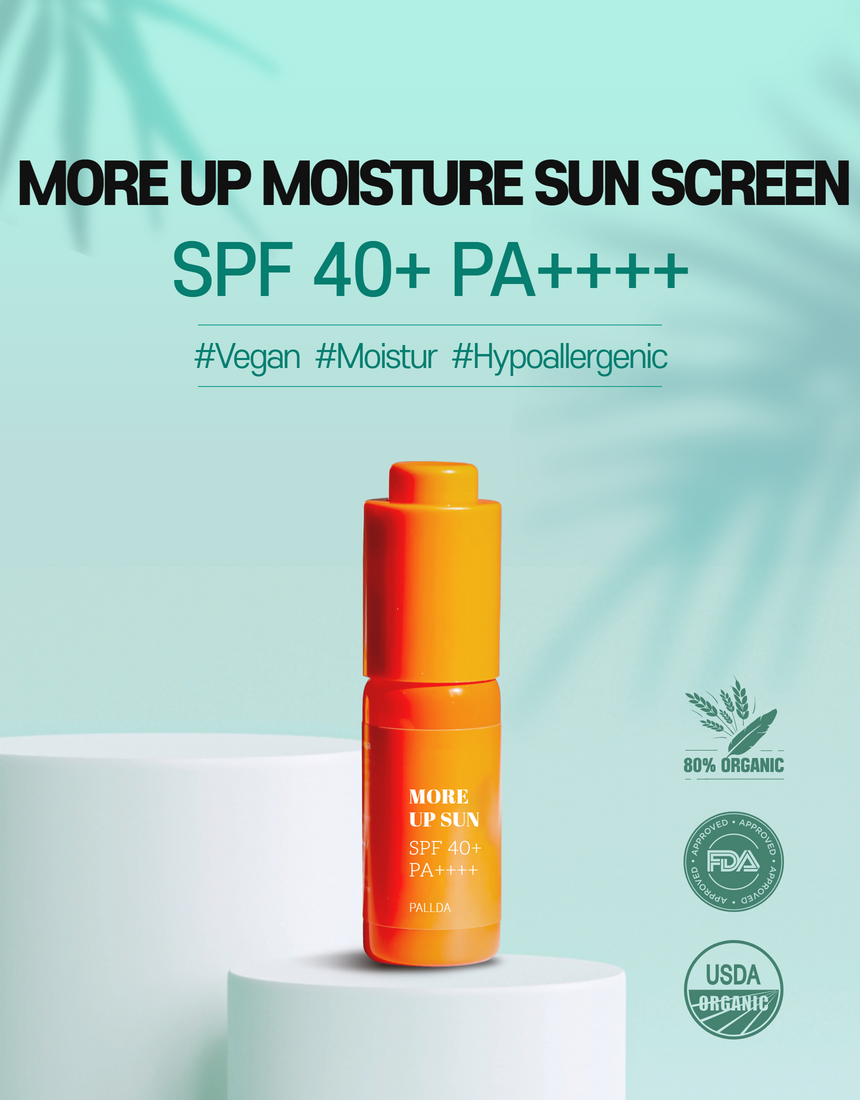 MORE UP MOISTURE SUN SCREEN
SPF 40+ PA++++
#Vegan #Moistur #Hypoallergenic
MORE
UP SUN
SPF 40+
PA++++
PALLDA
80% ORGANIC
APPROVED • APPROVED • APPROVED • APPROVED •
FDA
USDA
ORGANIC